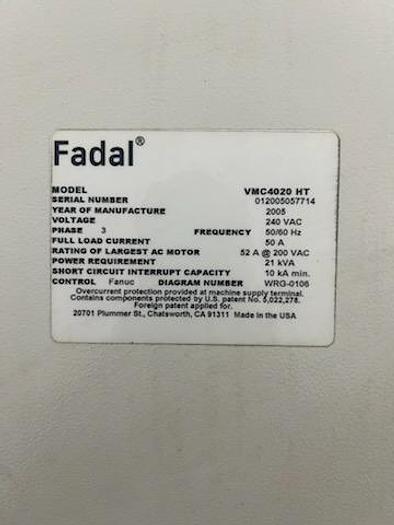 Fadal®
MODEL VMC4020 HT
SERIAL NUMBER 012005057714
YEAR OF MANUFACTURE 2005
VOLTAGE 240 VAC
PHASE 3 FREQUENCY 50/60 Hz
FULL LOAD CURRENT 50 A
RATING OF LARGEST AC MOTOR 52 A @ 200 VAC
POWER REQUIREMENT 21 kVA
SHORT CIRCUIT INTERRUPT CAPACITY 10 kA min.
CONTROL Fanuc DIAGRAM NUMBER WRG-0106
Overcurrent protection provided at machine supply terminal.
Contains components protected by U.S. patent No. 5,022,278.
Foreign patent applied for.
20701 Plummer St., Chatsworth, CA 91311 Made in the USA